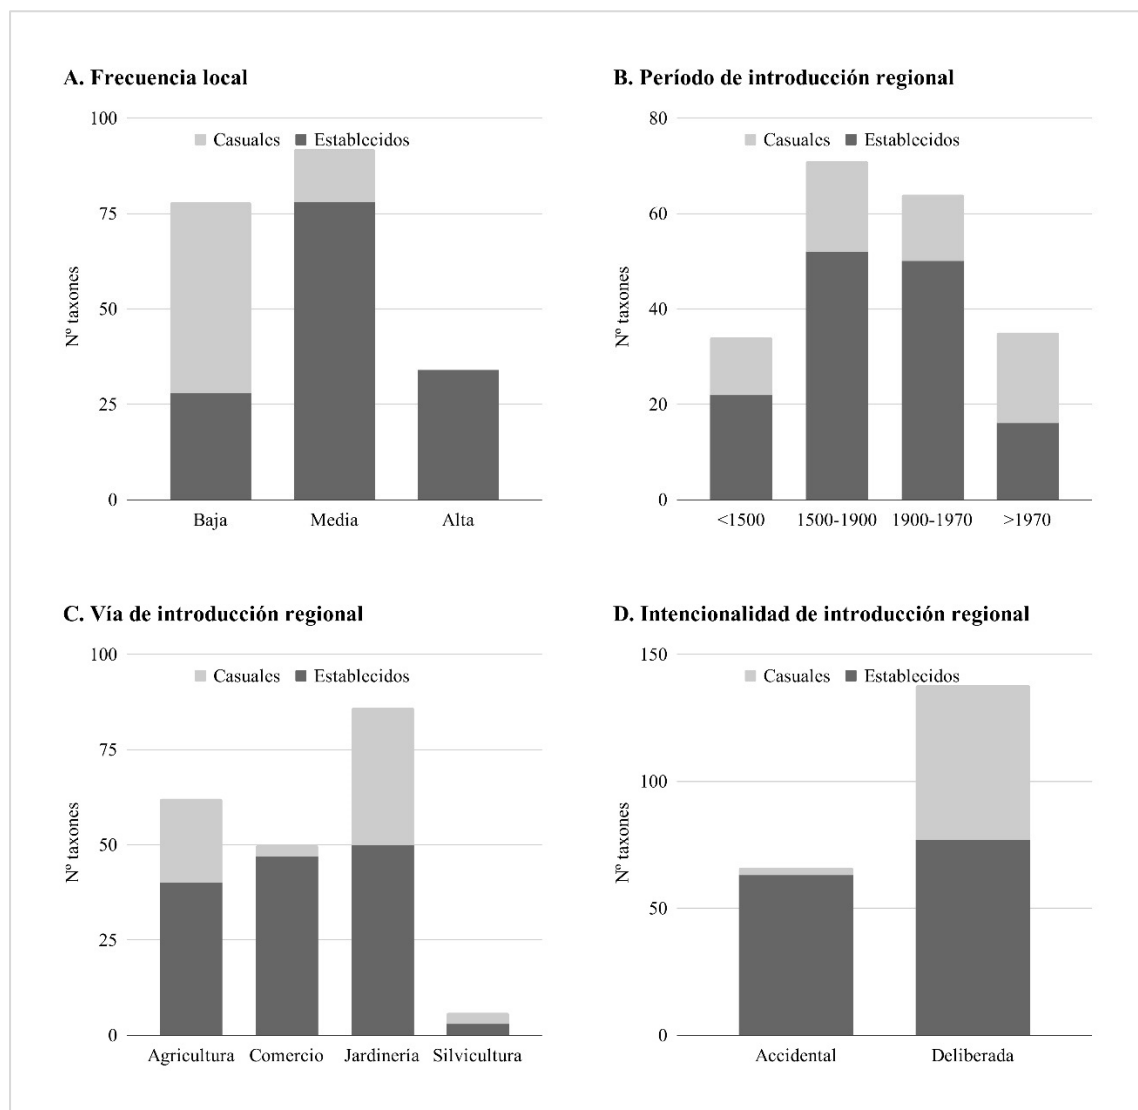 A. Frecuencia local
100
Casuales Establecidos
75
50
25
0
Nº taxones
Baja Media Alta
B. Período de introducción regional
80
Casuales Establecidos
60
40
20
0
Nº taxones
<1500 1500-1900 1900-1970 >1970
C. Vía de introducción regional
100
Casuales Establecidos
75
50
25
0
Nº taxones
Agricultura Comercio Jardinería Silvicultura
D. Intencionalidad de introducción regional
150
Casuales Establecidos
100
50
0
Nº taxones
Accidental Deliberada